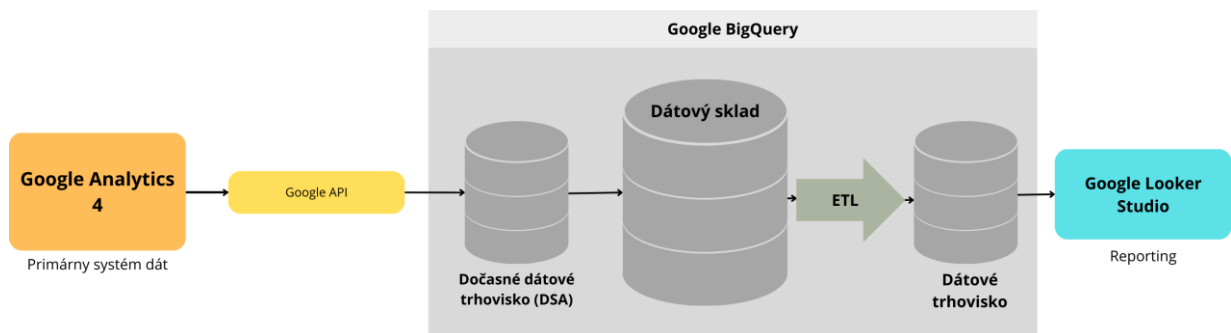 Google BigQuery
Google Analytics
4
Primárny systém dát
Google API
Dočasné dátové
trhovisko (DSA)
Dátový sklad
ETL
Dátové
trhovisko
Google Looker
Studio
Reporting